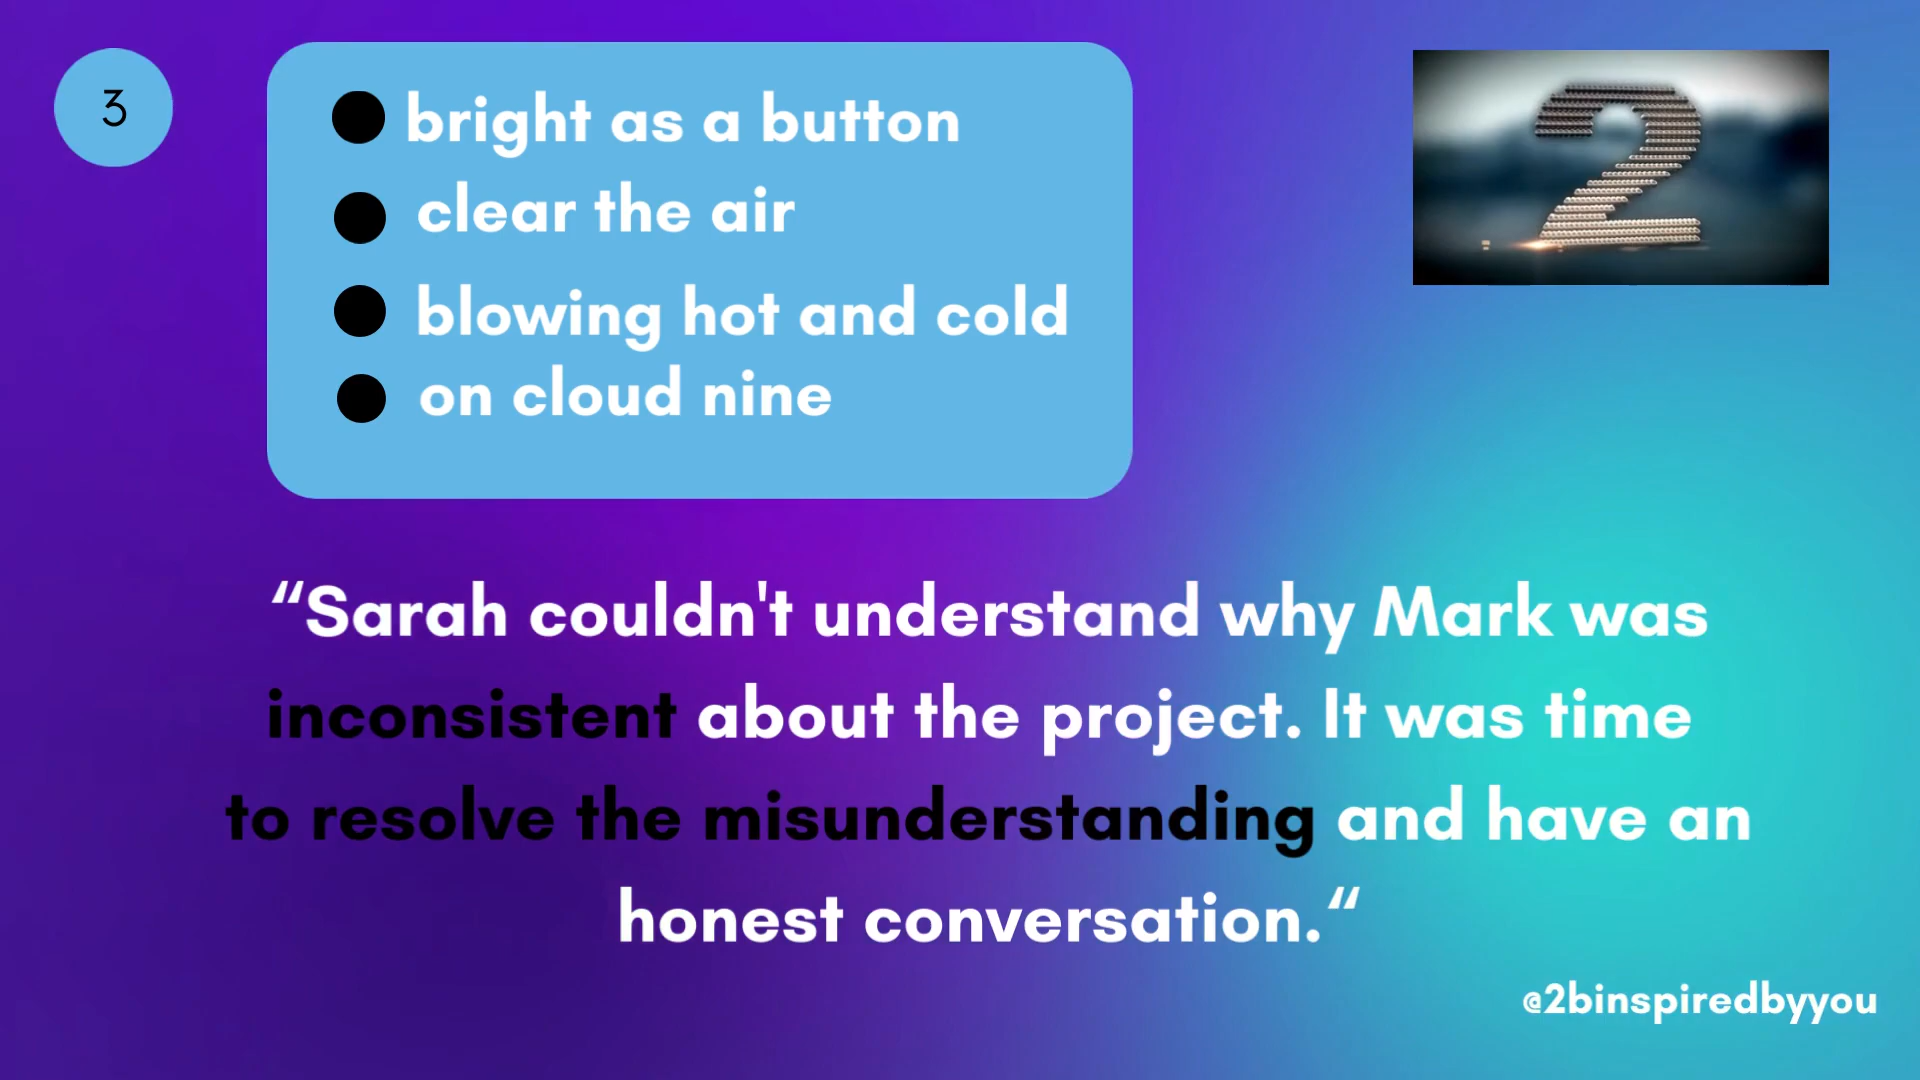 3
bright as a button
clear the air
blowing hot and cold
on cloud nine
2
“Sarah couldn't understand why Mark was
inconsistent about the project. It was time
to resolve the misunderstanding and have an
honest conversation.“
@2binspiredbyyou